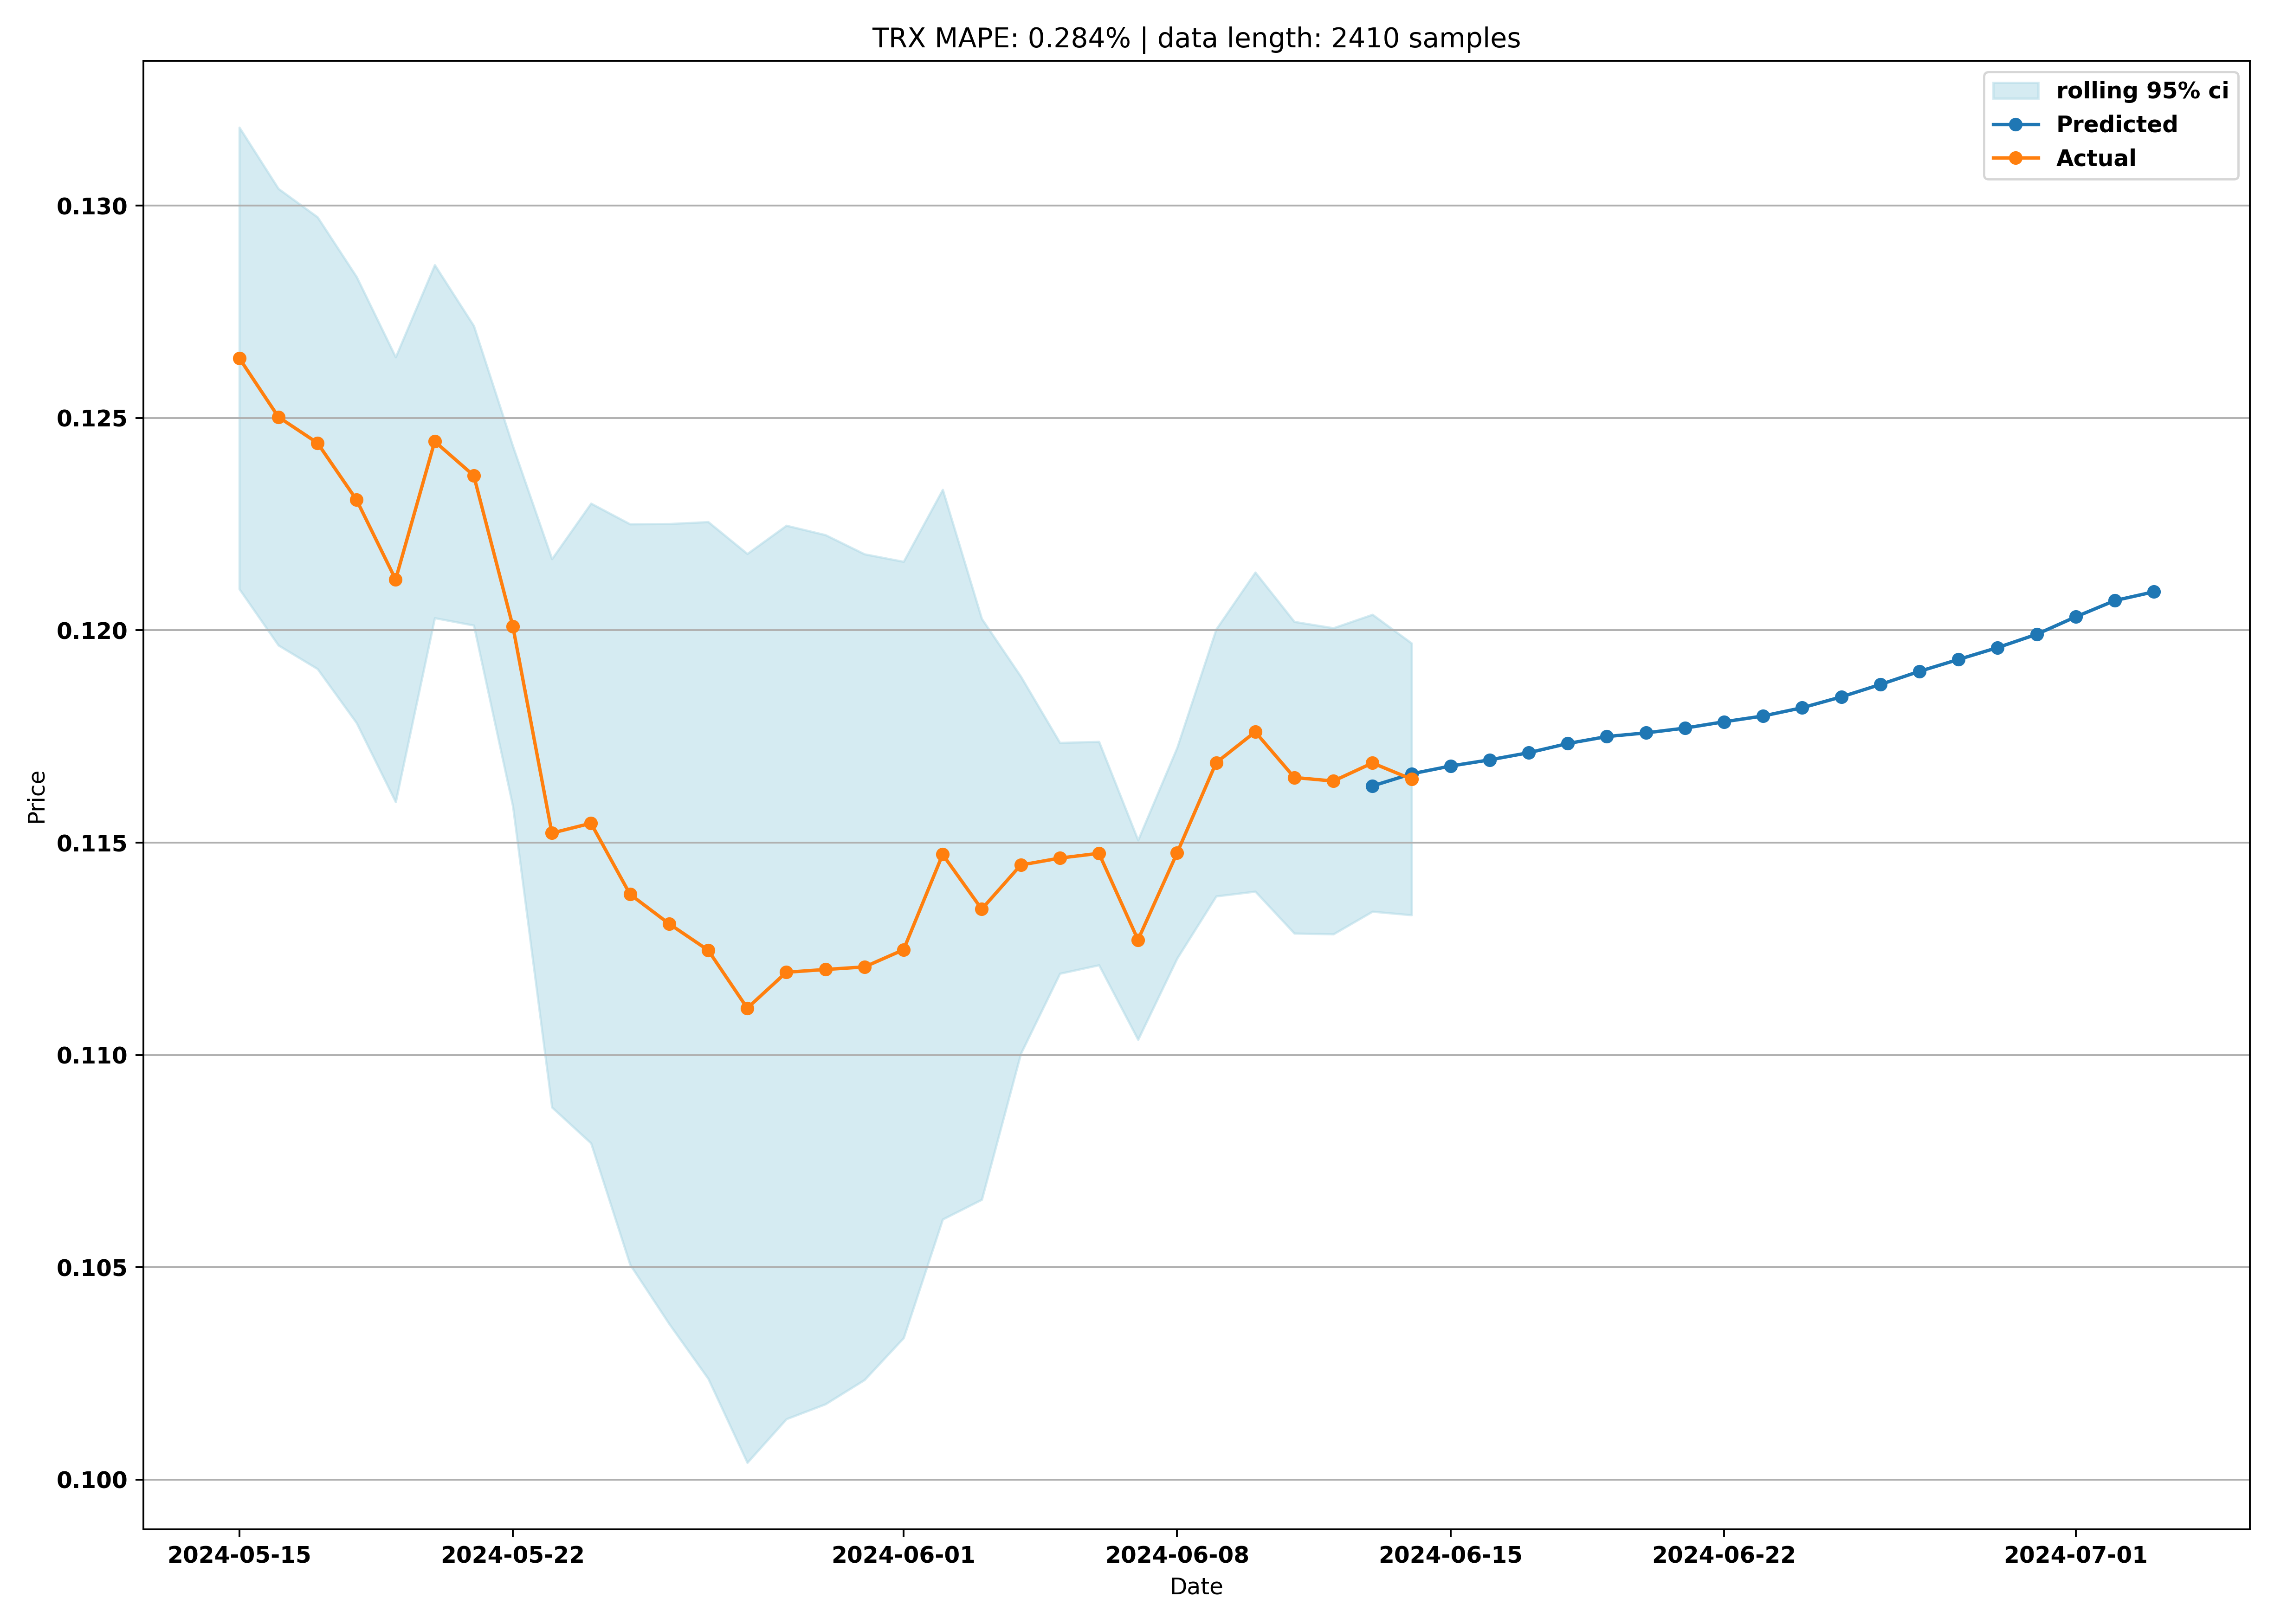 TRX MAPE: 0.284% | data length: 2410 samples
rolling 95% ci
Predicted
Actual
0.130
0.125
0.120
0.115
0.110
0.105
0.100
Price
2024-05-15
2024-05-22
2024-06-01
2024-06-08
2024-06-15
2024-06-22
2024-07-01
Date